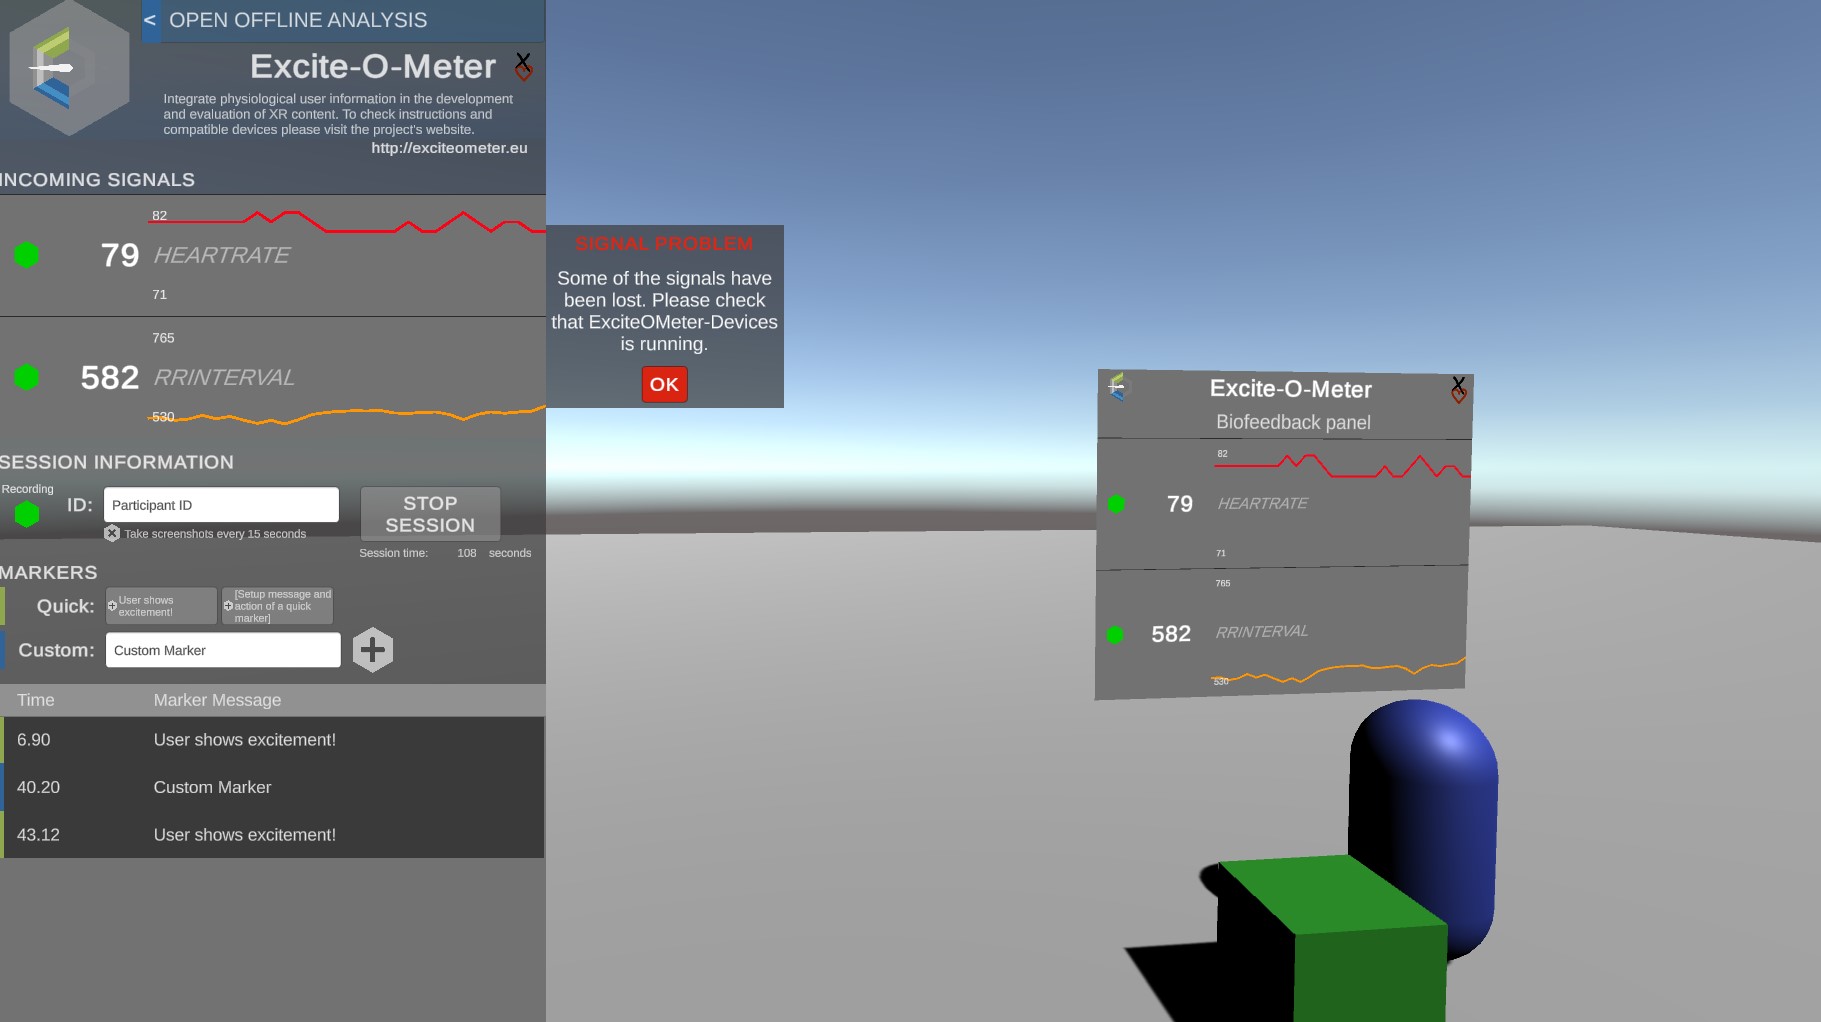 < OPEN OFFLINE ANALYSIS
Excite-O-Meter
Integrate physiological user information in the development
and evaluation of XR content. To check instructions and
compatible devices please visit the project's website.
http://exciteometer.eu
INCOMING SIGNALS
82
79 HEARTRATE
71
765
582 RRINTERVAL
530
SESSION INFORMATION
Recording
ID: Participant ID
Take screenshots every 15 seconds
STOP
SESSION
Session time: 108 seconds
MARKERS
Quick:
User shows
excitement!
[Setup message and
action of a quick
marker]
Custom: Custom Marker
Time Marker Message
6.90 User shows excitement!
40.20 Custom Marker
43.12 User shows excitement!
SIGNAL PROBLEM
Some of the signals have
been lost. Please check
that ExciteOMeter-Devices
is running.
OK
Excite-O-Meter
Biofeedback panel
82
79 HEARTRATE
71
765
582 RRINTERVAL
530